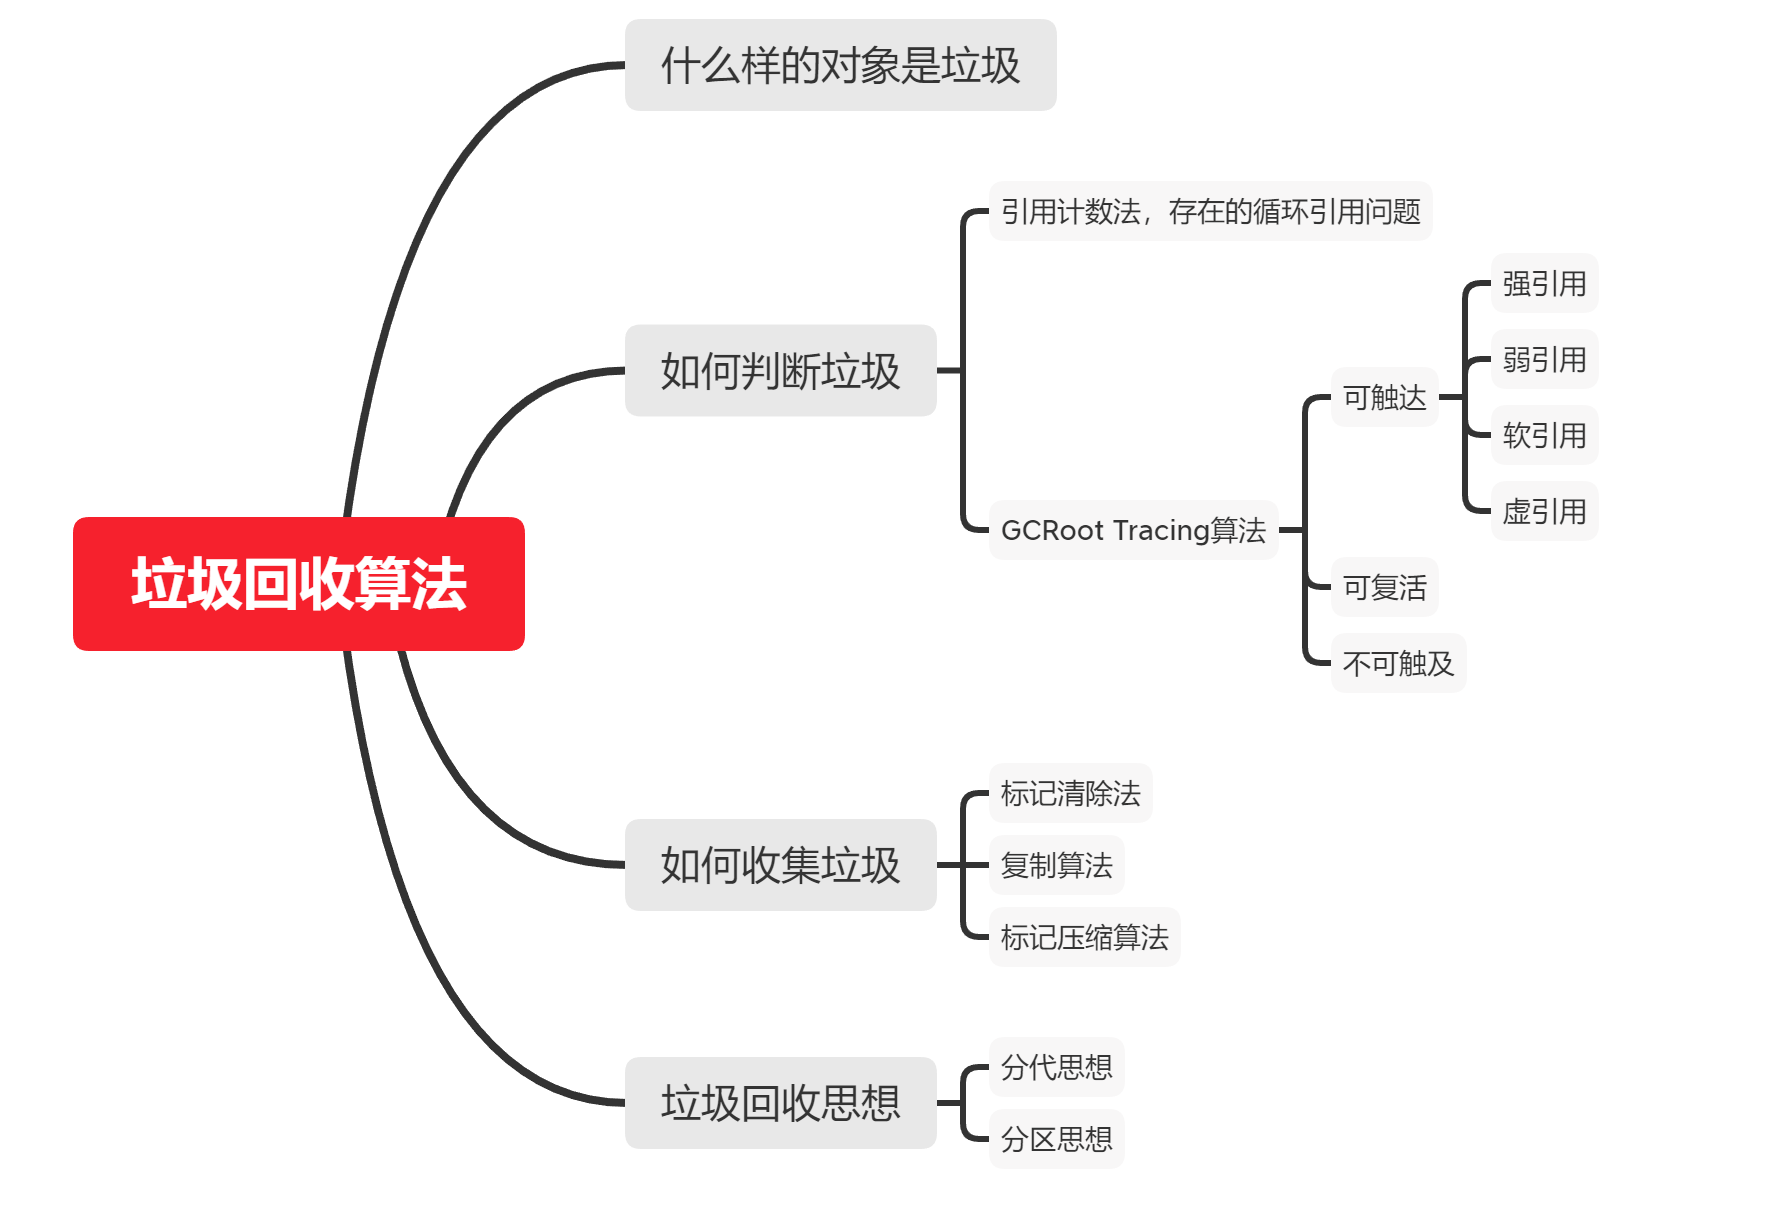 什么样的对象是垃圾
引用计数法，存在的循环引用问题
强引用
弱引用
如何判断垃圾
可触达
软引用
虚引用
GCRoot Tracing算法
垃圾回收算法
可复活
不可触及
标记清除法
如何收集垃圾
复制算法
标记压缩算法
分代思想
垃圾回收思想
分区思想